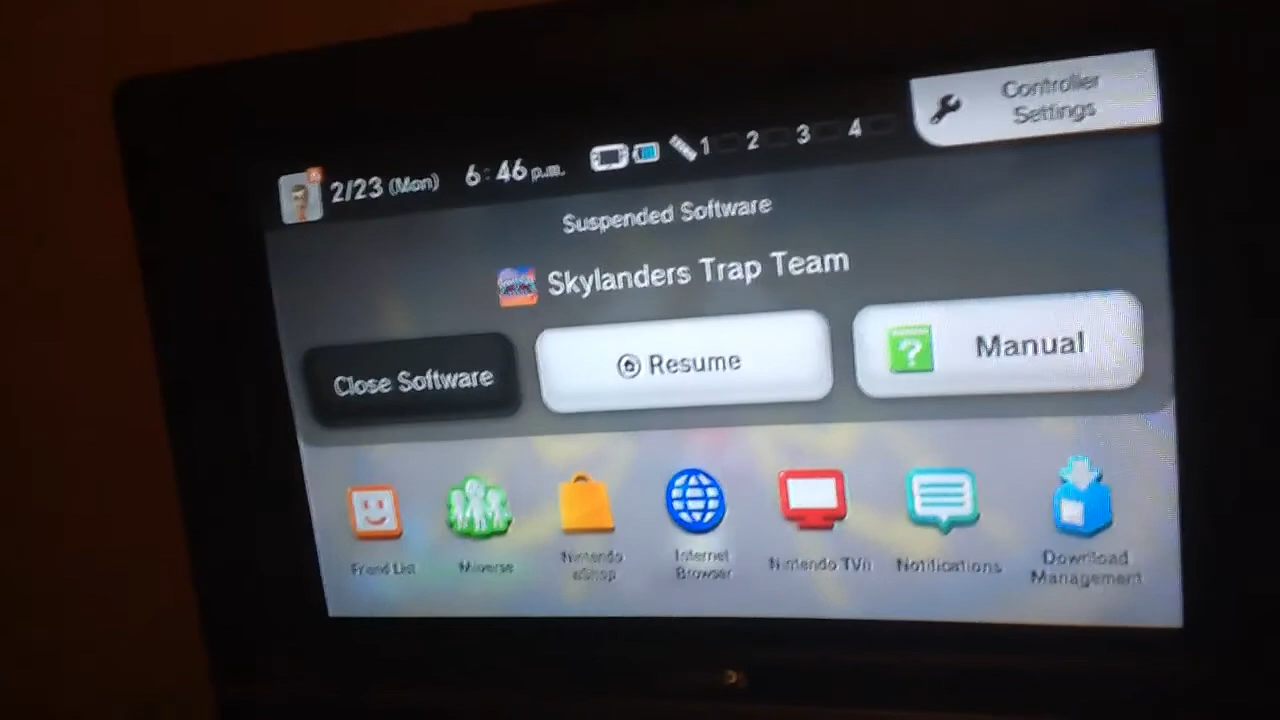 Controller
Settings
2/23 (Mon) 6:46 p.m. 1 2 3 4
Suspended Software
Skylanders Trap Team
Close Software
Resume
? Manual
Friend List
Miiverse
Nintendo
eShop
Internet
Browser
Nintendo TVii
Notifications
Download
Management